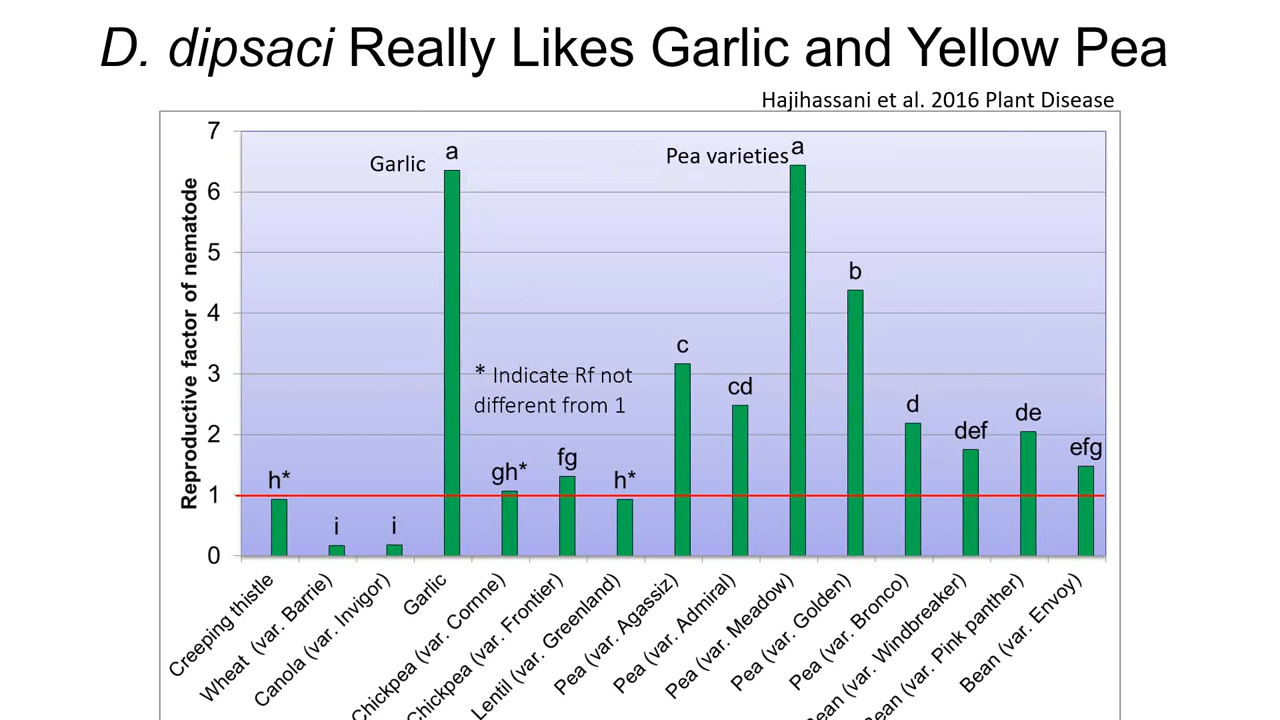 D. dipsaci Really Likes Garlic and Yellow Pea
Hajihassani et al. 2016 Plant Disease
Reproductive factor of nematode
7
6
5
4
3
2
1
0
Garlic
Pea varieties
* Indicate Rf not
different from 1
h*
i
i
a
gh*
fg
h*
c
cd
a
b
d
def
de
efg
Creeping thistle
Wheat (var. Barrie)
Canola (var. Invigor)
Garlic
Chickpea (var. Cornne)
Chickpea (var. Frontier)
Lentil (var. Greenland)
Pea (var. Agassiz)
Pea (var. Admiral)
Pea (var. Meadow)
Pea (var. Golden)
Pea (var. Bronco)
Bean (var. Windbreaker)
Bean (var. Pink panther)
Bean (var. Envoy)